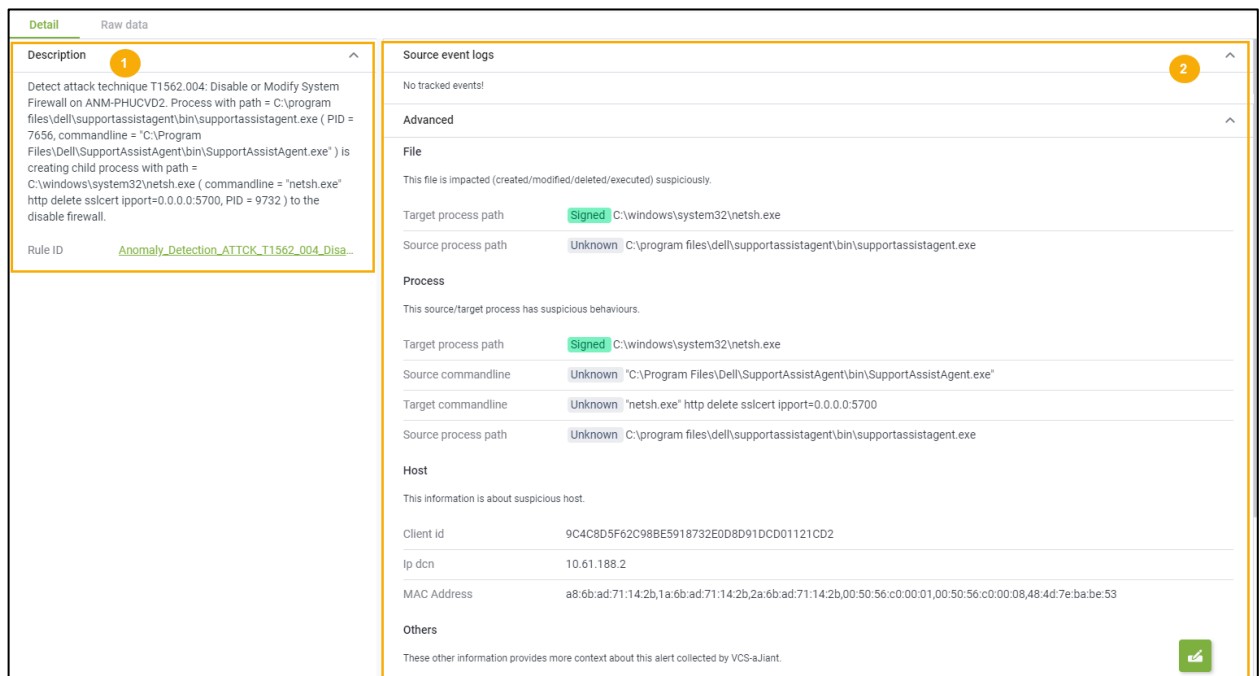 Detail Raw data
Description 1
Detect attack technique T1562.004: Disable or Modify System
Firewall on ANM-PHUCVD2. Process with path = C:\program
files\dell\supportassistagent\bin\supportassistagent.exe ( PID =
7656, commandline = "C:\Program
Files\Dell\SupportAssistAgent\bin\SupportAssistAgent.exe" ) is
creating child process with path =
C:\windows\system32\netsh.exe ( commandline = "netsh.exe"
http delete sslcert ipport=0.0.0.0:5700, PID = 9732 ) to the
disable firewall.
Rule ID Anomaly_Detection_ATTCK_T1562_004_Disa...
Source event logs 2
No tracked events!
Advanced
File
This file is impacted (created/modified/deleted/executed) suspiciously.
Target process path Signed C:\windows\system32\netsh.exe
Source process path Unknown C:\program files\dell\supportassistagent\bin\supportassistagent.exe
Process
This source/target process has suspicious behaviours.
Target process path Signed C:\windows\system32\netsh.exe
Source commandline Unknown "C:\Program Files\Dell\SupportAssistAgent\bin\SupportAssistAgent.exe"
Target commandline Unknown "netsh.exe" http delete sslcert ipport=0.0.0.0:5700
Source process path Unknown C:\program files\dell\supportassistagent\bin\supportassistagent.exe
Host
This information is about suspicious host.
Client id 9C4C8D5F62C98BE5918732E0D8D91DCD01121CD2
Ip dcn 10.61.188.2
MAC Address a8:6b:ad:71:14:2b,1a:6b:ad:71:14:2b,2a:6b:ad:71:14:2b,00:50:56:c0:00:01,00:50:56:c0:00:08,48:4d:7e:ba:be:53
Others
These other information provides more context about this alert collected by VCS-aJiant.